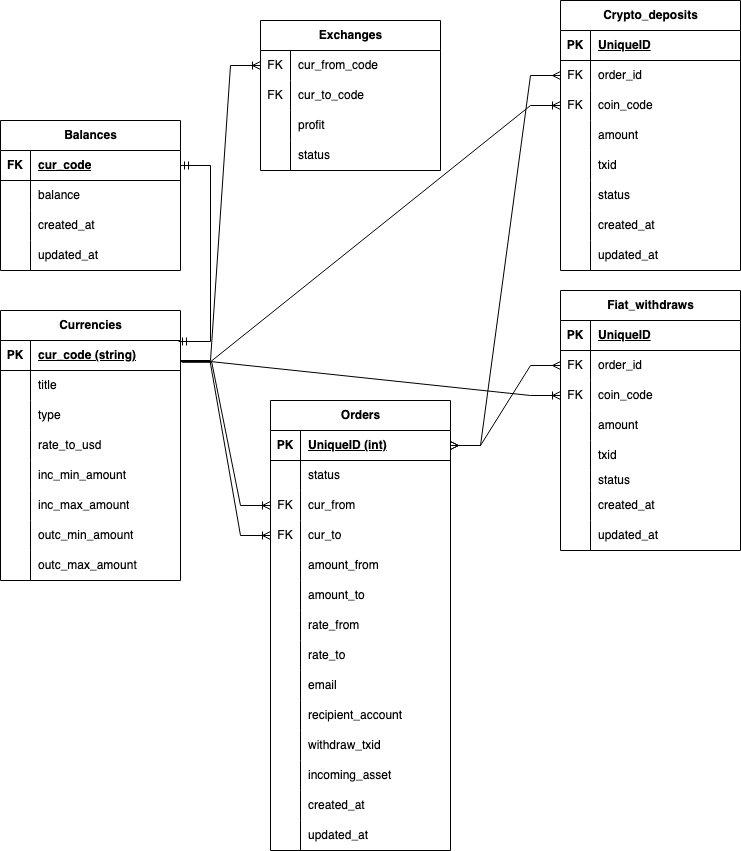 Exchanges
FK cur_from_code
FK cur_to_code
profit
status
Crypto_deposits
PK UniqueID
FK order_id
FK coin_code
amount
txid
status
created_at
updated_at
Balances
FK cur_code
balance
created_at
updated_at
Currencies
PK cur_code (string)
title
type
rate_to_usd
inc_min_amount
inc_max_amount
outc_min_amount
outc_max_amount
Fiat_withdraws
PK UniqueID
FK order_id
FK coin_code
amount
txid
status
created_at
updated_at
Orders
PK UniqueID (int)
status
FK cur_from
FK cur_to
amount_from
amount_to
rate_from
rate_to
email
recipient_account
withdraw_txid
incoming_asset
created_at
updated_at